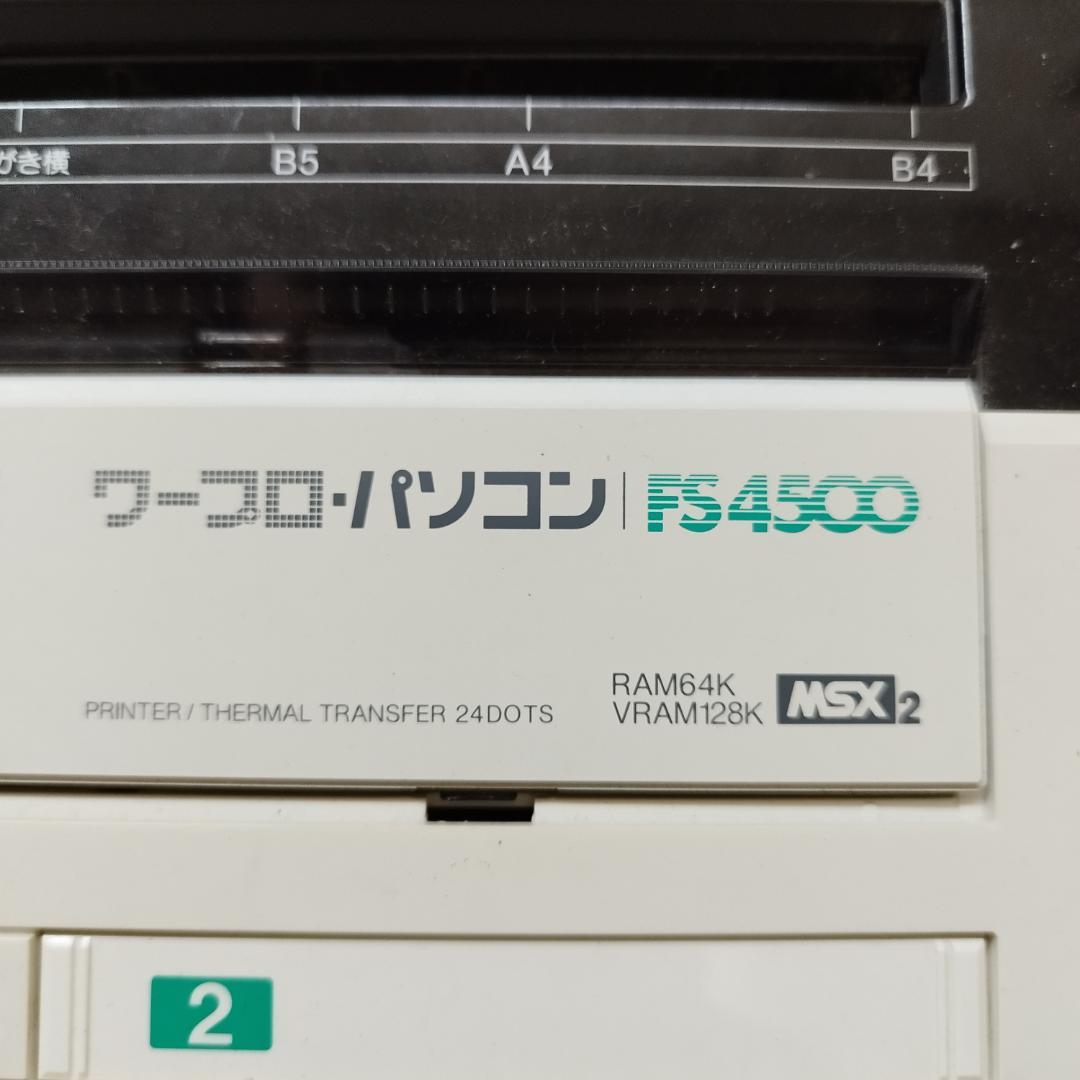 がき横 B5 A4 B4
ワープロ・パソコン FS4500
RAM64K
PRINTER / THERMAL TRANSFER 24DOTS VRAM128K MSX2
2